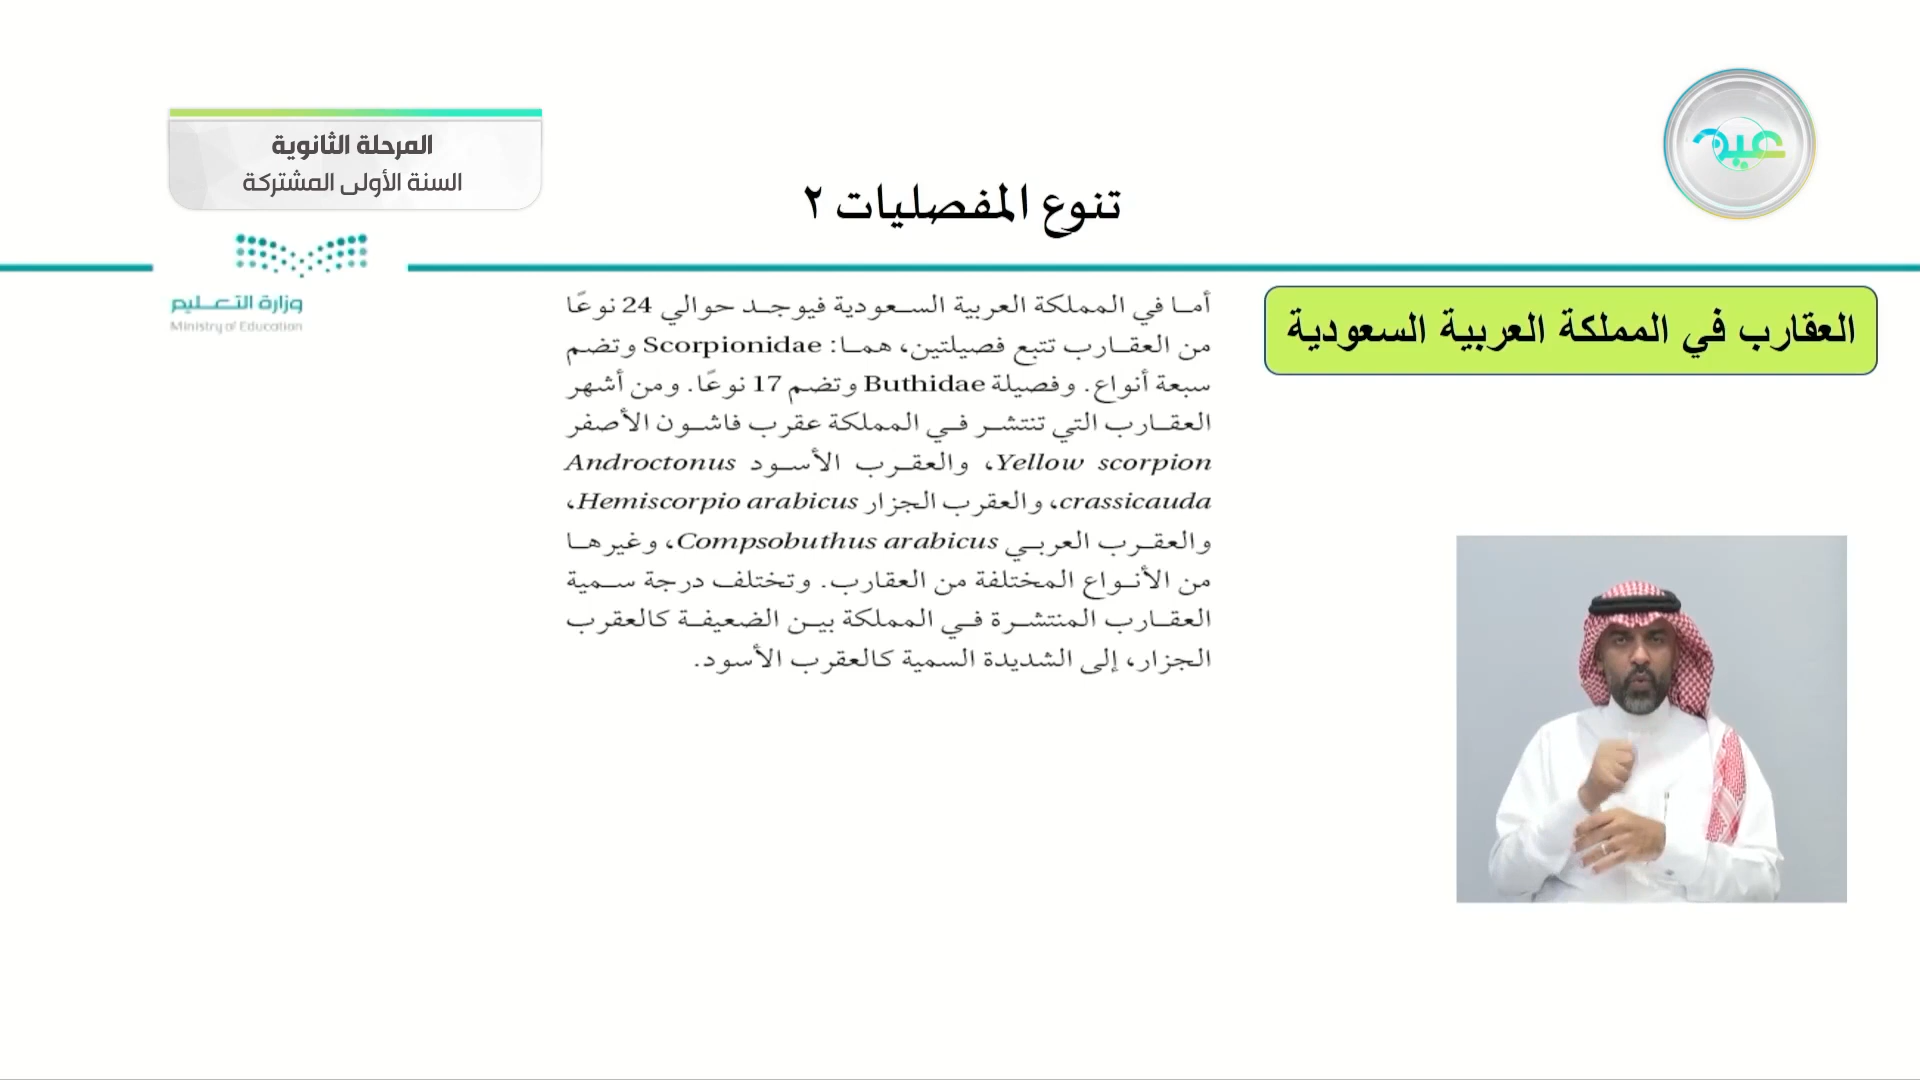 المرحلة الثانوية
السنة الأولى المشتركة
عين
تنوع المفصليات ٢
وزارة التعليم
Ministry of Education
العقارب في المملكة العربية السعودية
أما في المملكة العربية السعودية فيوجد حوالي 24 نوعًا
من العقارب تتبع فصيلتين، هما: Scorpionidae وتضم
سبعة أنواع. وفصيلة Buthidae وتضم 17 نوعًا. ومن أشهر
العقارب التي تنتشر في المملكة عقرب فاشون الأصفر
Yellow scorpion، والعقرب الأسود Androctonus
crassicauda، والعقرب الجزار Hemiscorpio arabicus،
والعقرب العربي Compsobuthus arabicus، وغيرها
من الأنواع المختلفة من العقارب. وتختلف درجة سمية
العقارب المنتشرة في المملكة بين الضعيفة كالعقرب
الجزار، إلى الشديدة السمية كالعقرب الأسود.